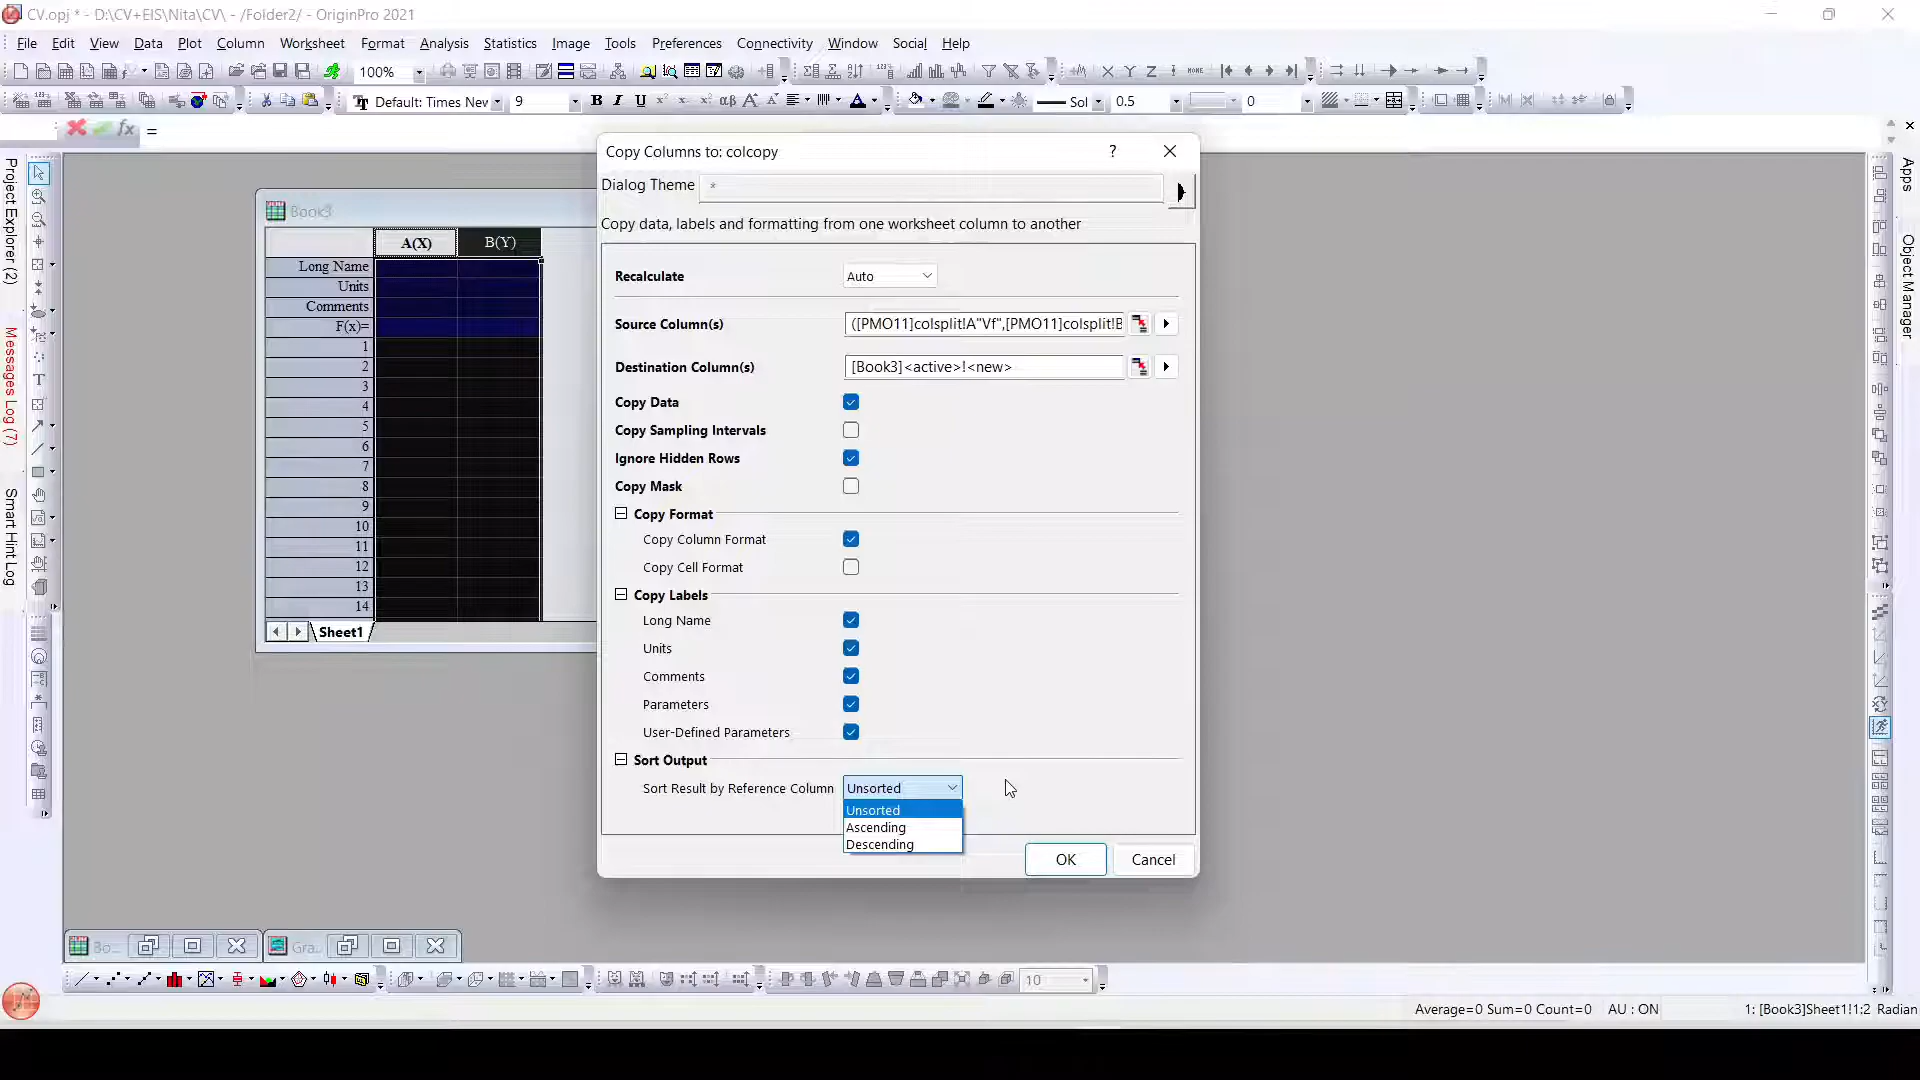 CV.opj * - D:\CV+EIS\Nita\CV\ - /Folder2/ - OriginPro 2021
File Edit View Data Plot Column Worksheet Format Analysis Statistics Image Tools Preferences Connectivity Window Social Help
100%
Default: Times Nev 9 B I U αβ A A A Sol 0.5 0
fx =
Project Explorer (2)
Messages Log (7)
Smart Hint Log
Apps
Object Manager
Book3
A(X) B(Y)
Long Name
Units
Comments
F(x)=
1
2
3
4
5
6
7
8
9
10
11
12
13
14
Sheet1
Copy Columns to: colcopy ?
Dialog Theme *
Copy data, labels and formatting from one worksheet column to another
Recalculate Auto
Source Column(s) ([PMO11]colsplit!A"Vf",[PMO11]colsplit!B
Destination Column(s) [Book3]<active>!<new>
Copy Data
Copy Sampling Intervals
Ignore Hidden Rows
Copy Mask
Copy Format
Copy Column Format
Copy Cell Format
Copy Labels
Long Name
Units
Comments
Parameters
User-Defined Parameters
Sort Output
Sort Result by Reference Column Unsorted
Unsorted
Ascending
Descending
OK Cancel
Bo... Gra...
10
Average=0 Sum=0 Count=0 AU : ON 1: [Book3]Sheet1!1:2 Radian